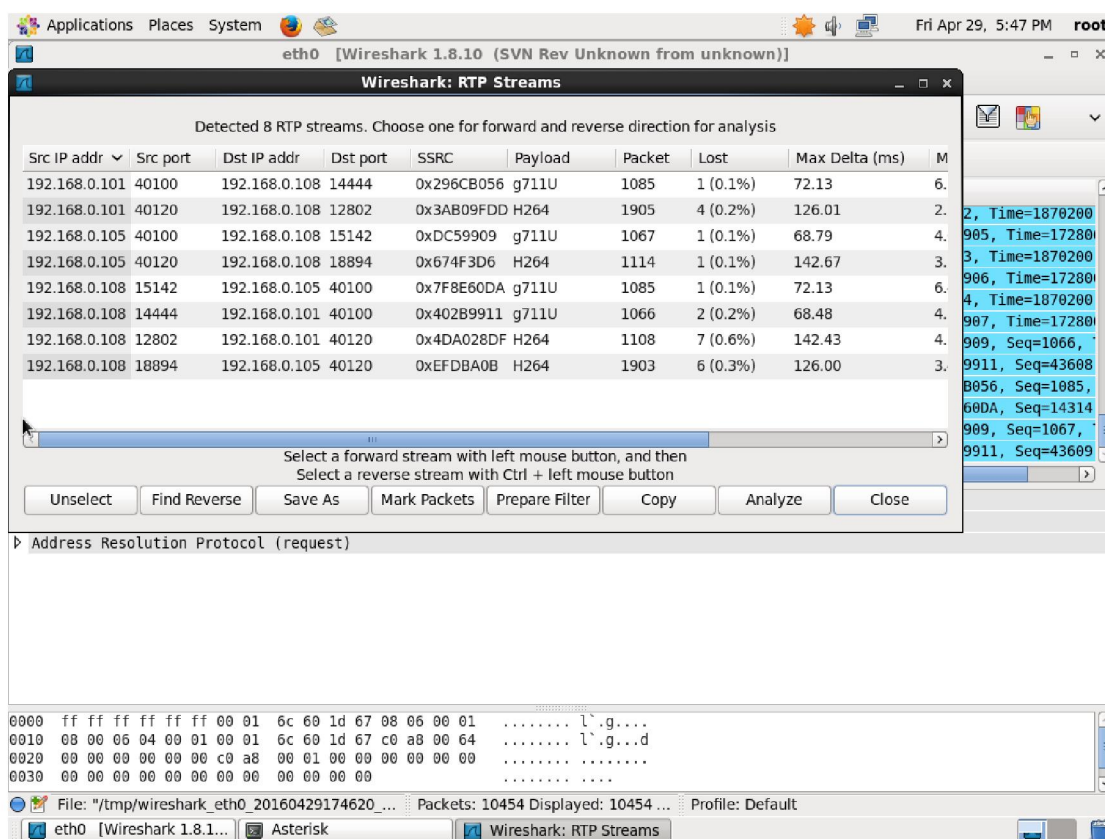 Applications Places System Fri Apr 29, 5:47 PM root
eth0 [Wireshark 1.8.10 (SVN Rev Unknown from unknown)]
Wireshark: RTP Streams
Detected 8 RTP streams. Choose one for forward and reverse direction for analysis
Src IP addr Src port Dst IP addr Dst port SSRC Payload Packet Lost Max Delta (ms) M
192.168.0.101 40100 192.168.0.108 14444 0x296CB056 g711U 1085 1 (0.1%) 72.13 6.
192.168.0.101 40120 192.168.0.108 12802 0x3AB09FDD H264 1905 4 (0.2%) 126.01 2.
192.168.0.105 40100 192.168.0.108 15142 0xDC59909 g711U 1067 1 (0.1%) 68.79 4.
192.168.0.105 40120 192.168.0.108 18894 0x674F3D6 H264 1114 1 (0.1%) 142.67 3.
192.168.0.108 15142 192.168.0.105 40100 0x7F8E60DA g711U 1085 1 (0.1%) 72.13 6.
192.168.0.108 14444 192.168.0.101 40100 0x402B9911 g711U 1066 2 (0.2%) 68.48 4.
192.168.0.108 12802 192.168.0.101 40120 0x4DA028DF H264 1108 7 (0.6%) 142.43 4.
192.168.0.108 18894 192.168.0.105 40120 0xEFDBA0B H264 1903 6 (0.3%) 126.00 3.
2, Time=1870200
905, Time=17280
3, Time=1870200
906, Time=17280
4, Time=1870200
907, Time=17280
909, Seq=1066,
9911, Seq=43608
B056, Seq=1085,
60DA, Seq=14314
909, Seq=1067,
9911, Seq=43609
Select a forward stream with left mouse button, and then
Select a reverse stream with Ctrl + left mouse button
Unselect Find Reverse Save As Mark Packets Prepare Filter Copy Analyze Close
Address Resolution Protocol (request)
0000 ff ff ff ff ff ff 00 01 6c 60 1d 67 08 06 00 01 ........ l`.g....
0010 08 00 06 04 00 01 00 01 6c 60 1d 67 c0 a8 00 64 ........ l`.g...d
0020 00 00 00 00 00 00 c0 a8 00 01 00 00 00 00 00 00 ........ ........
0030 00 00 00 00 00 00 00 00 00 00 00 00 ........ ....
File: "/tmp/wireshark_eth0_20160429174620_... Packets: 10454 Displayed: 10454 ... Profile: Default
eth0 [Wireshark 1.8.1... Asterisk Wireshark: RTP Streams